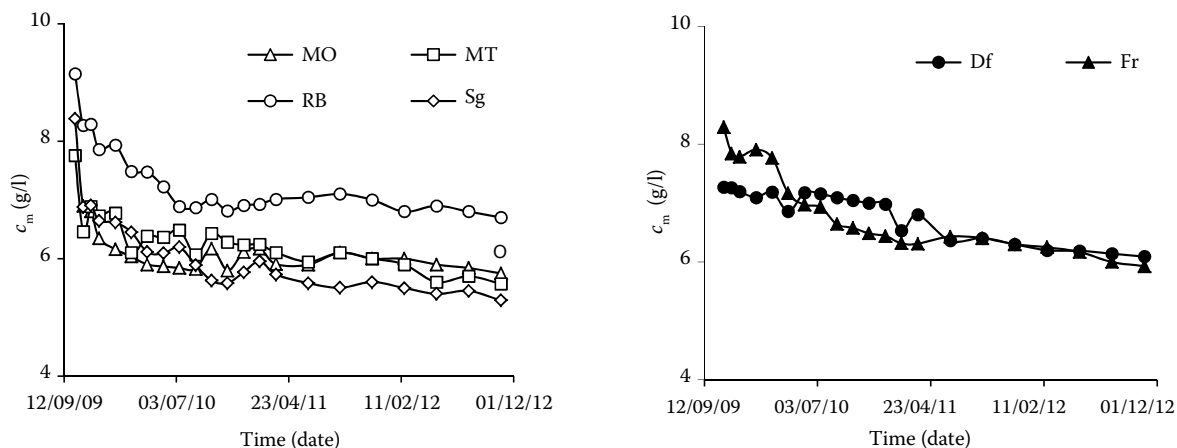 10
8
6
4
c m (g/l)
MO
MT
RB
Sg
12/09/09 03/07/10 23/04/11 11/02/12 01/12/12
Time (date)
10
8
6
4
c m (g/l)
Df
Fr
12/09/09 03/07/10 23/04/11 11/02/12 01/12/12
Time (date)